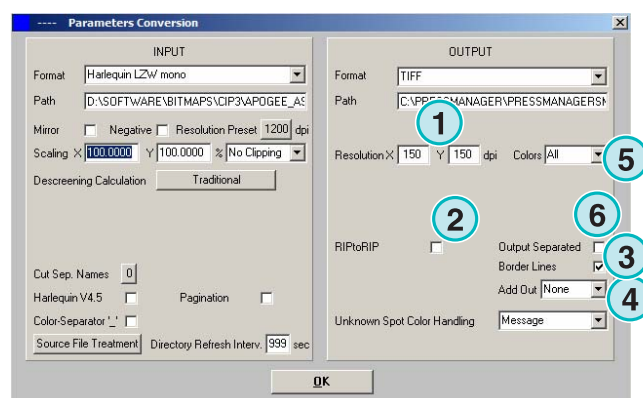 ---- Parameters Conversion
INPUT
Format Harlequin LZW mono
Path D:\SOFTWARE\BITMAPS\CIP3\APOGEE_AS
Mirror Negative Resolution Preset 1200 dpi
Scaling X 100.0000 Y 100.0000 % No Clipping
Descreening Calculation Traditional
Cut Sep. Names 0
Harlequin V4.5 Pagination
Color-Separator '_'
Source File Treatment Directory Refresh Interv. 999 sec
OUTPUT
Format TIFF
Path C:\PRESSMANAGER\PRESSMANAGERSM
1
Resolution X 150 Y 150 dpi Colors All
5
2
6
RIPtoRIP Output Separated
3
Border Lines
Add Out None
4
Unknown Spot Color Handling Message
OK